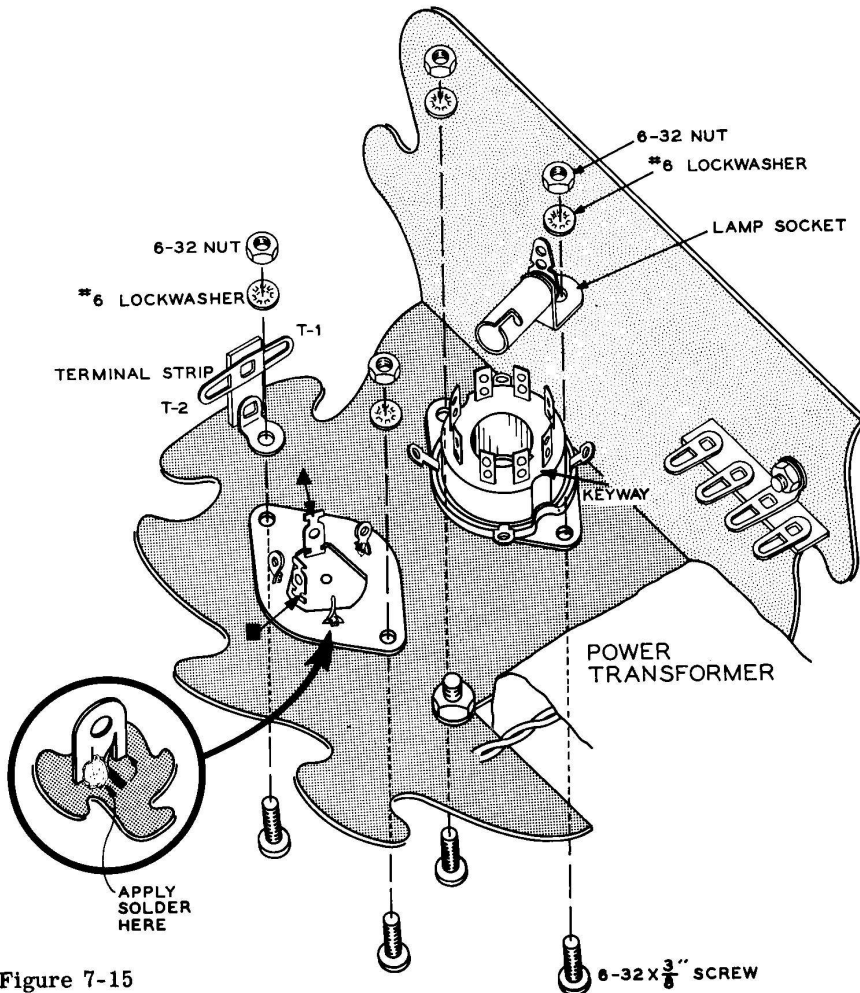 6-32 NUT
#6 LOCKWASHER
LAMP SOCKET
6-32 NUT
#6 LOCKWASHER
T-1
TERMINAL STRIP
T-2
KEYWAY
POWER
TRANSFORMER
APPLY
SOLDER
HERE
6-32 X 3/8" SCREW
Figure 7-15